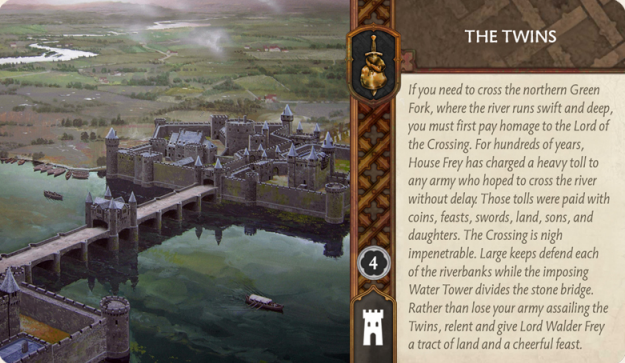 THE TWINS
If you need to cross the northern Green
Fork, where the river runs swift and deep,
you must first pay homage to the Lord of
the Crossing. For hundreds of years,
House Frey has charged a heavy toll to
any army who hoped to cross the river
without delay. Those tolls were paid with
coins, feasts, swords, land, sons, and
daughters. The Crossing is nigh
impenetrable. Large keeps defend each
of the riverbanks while the imposing
Water Tower divides the stone bridge.
Rather than lose your army assailing the
Twins, relent and give Lord Walder Frey
a tract of land and a cheerful feast.
4